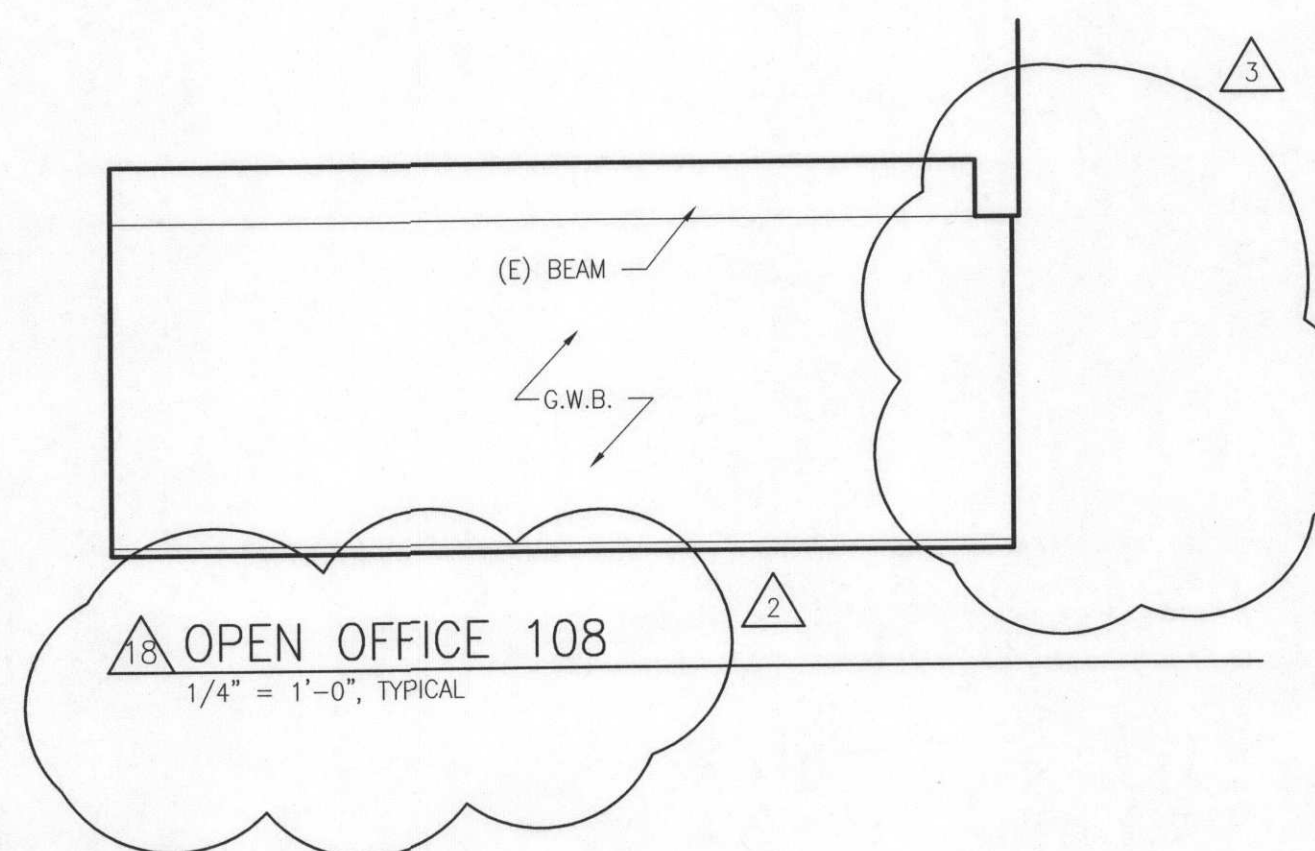 3
(E) BEAM
G.W.B.
2
18 OPEN OFFICE 108
1/4" = 1'-0", TYPICAL